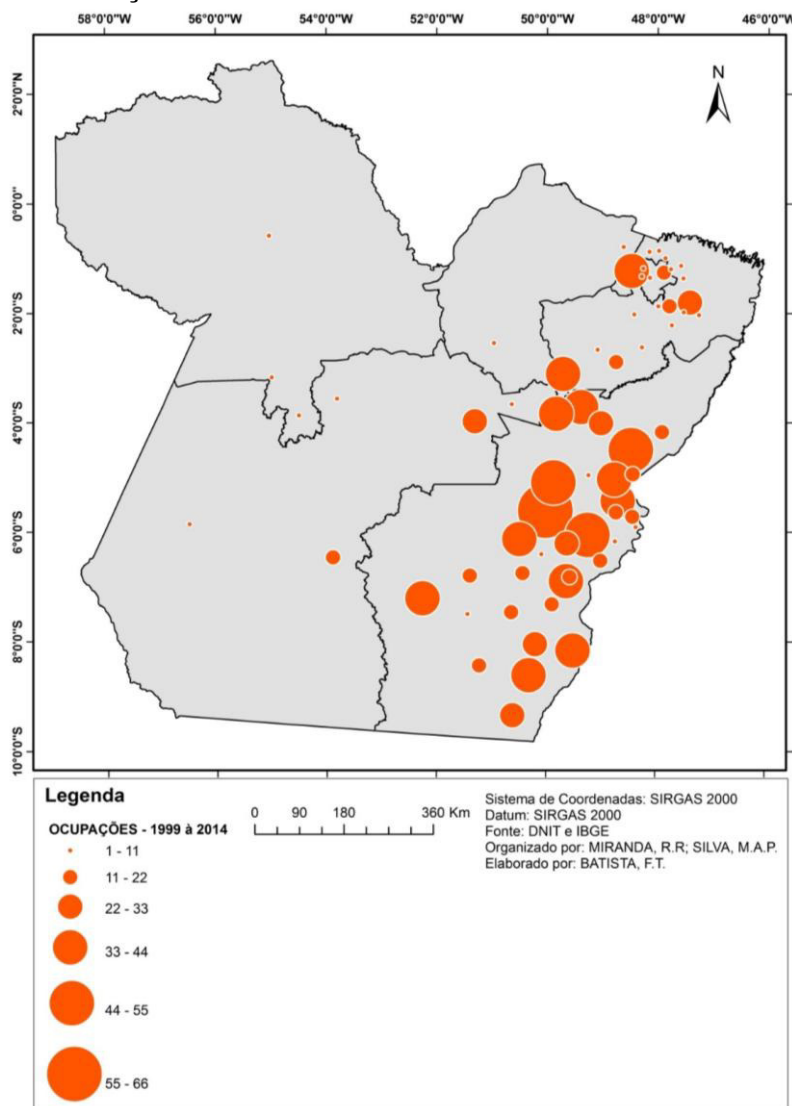 58°0'0"W 56°0'0"W 54°0'0"W 52°0'0"W 50°0'0"W 48°0'0"W 46°0'0"W
N
2°0'0"N
0°0'0"
2°0'0"S
4°0'0"S
6°0'0"S
8°0'0"S
10°0'0"S
Legenda
OCUPAÇÕES - 1999 à 2014
1 - 11
11 - 22
22 - 33
33 - 44
44 - 55
55 - 66
0 90 180 360 Km
Sistema de Coordenadas: SIRGAS 2000
Datum: SIRGAS 2000
Fonte: DNIT e IBGE
Organizado por: MIRANDA, R.R; SILVA, M.A.P.
Elaborado por: BATISTA, F.T.